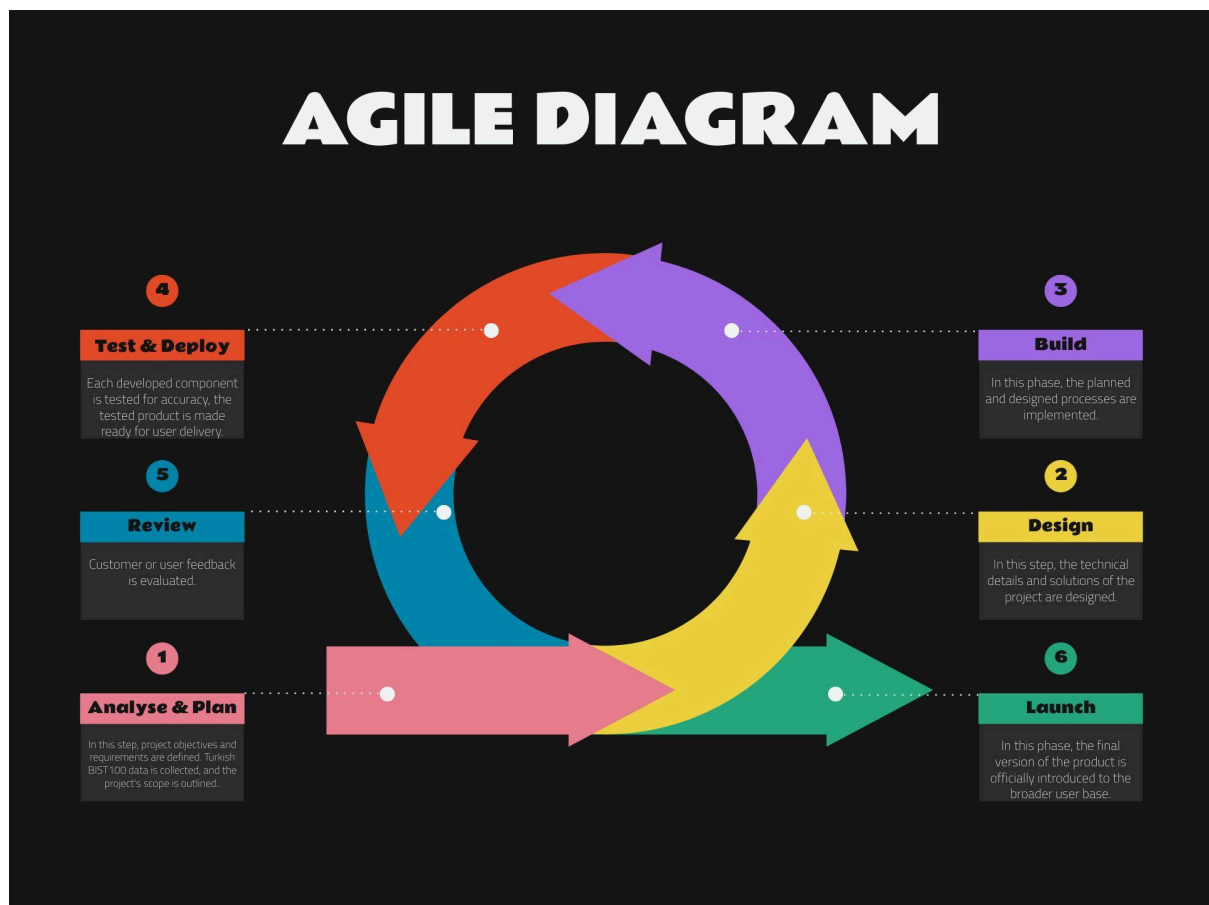 AGILE DIAGRAM
4
Test & Deploy
Each developed component
is tested for accuracy, the
tested product is made
ready for user delivery.
3
Build
In this phase, the planned
and designed processes are
implemented.
5
Review
Customer or user feedback
is evaluated.
2
Design
In this step, the technical
details and solutions of the
project are designed.
1
Analyse & Plan
In this step, project objectives and
requirements are defined. Turkish
BIST100 data is collected, and the
project's scope is outlined..
6
Launch
In this phase, the final
version of the product is
officially introduced to the
broader user base.